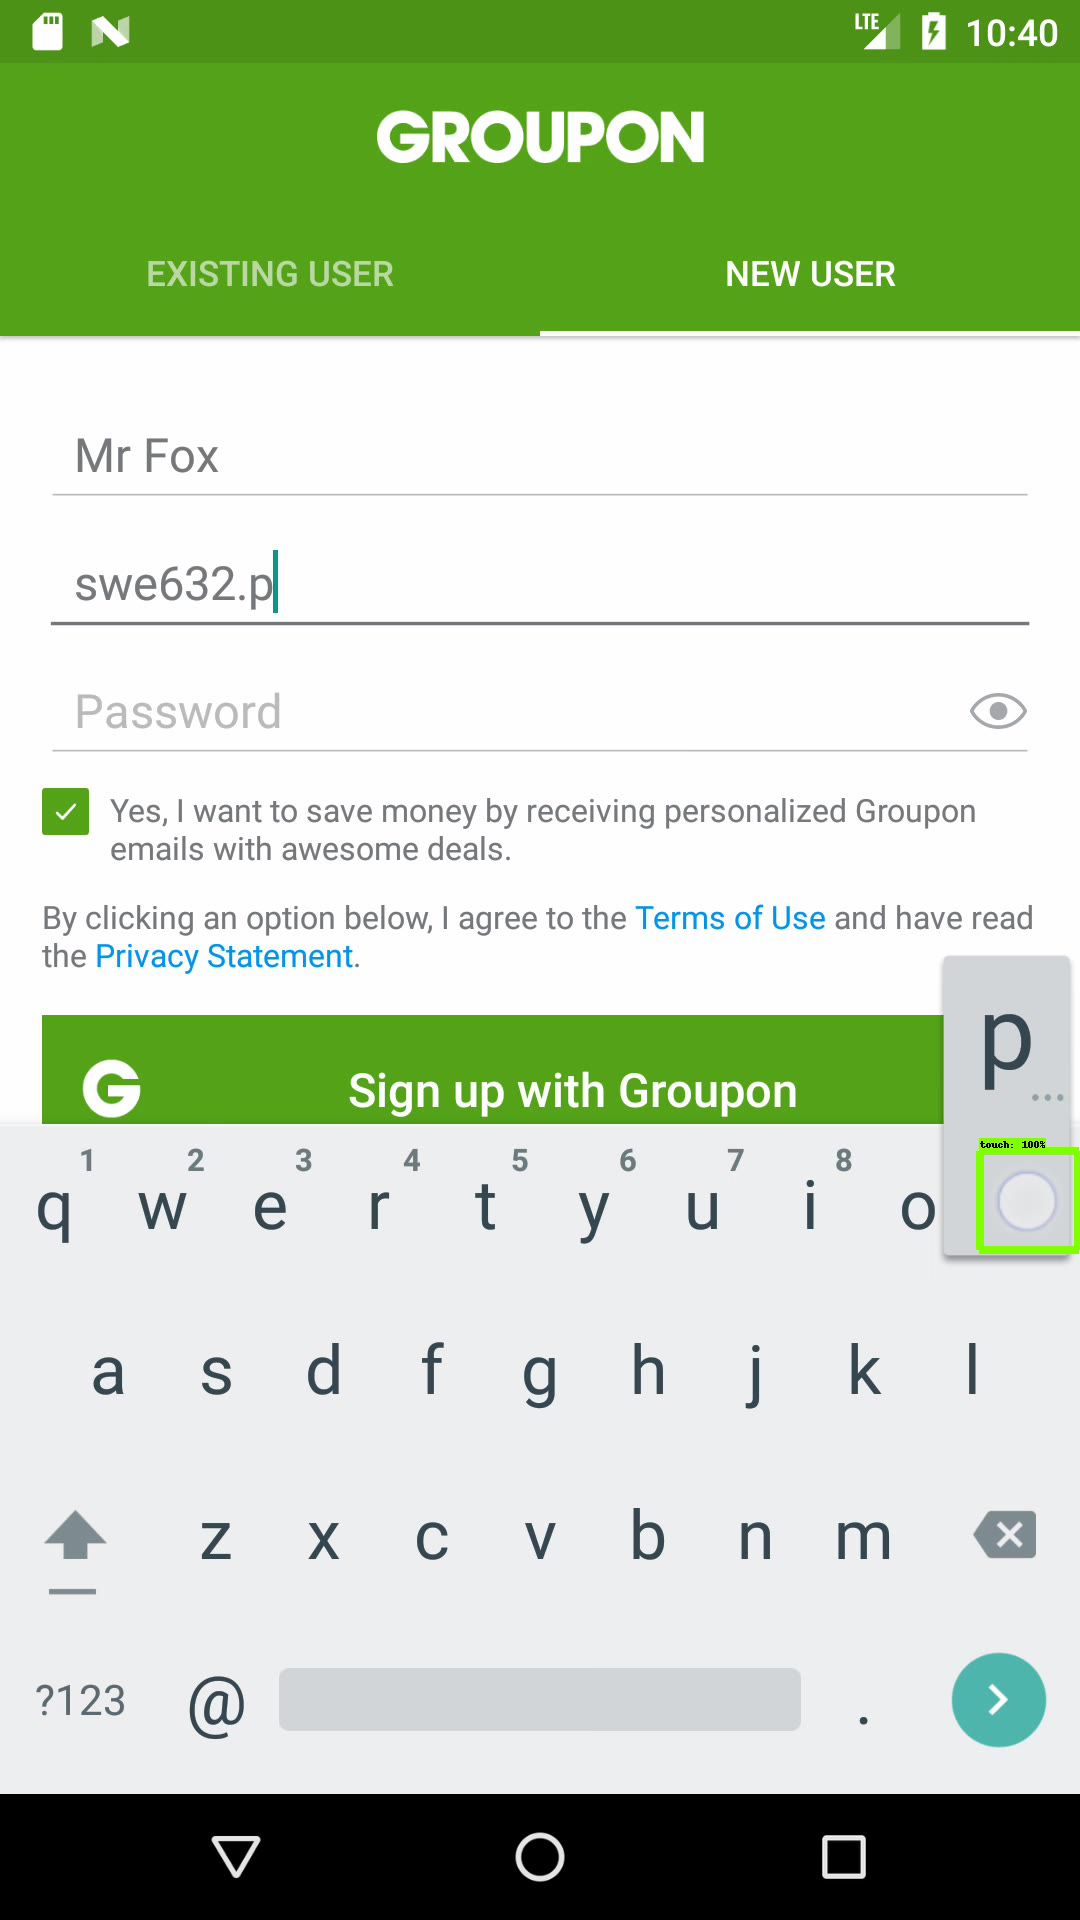 LTE 10:40
GROUPON
EXISTING USER NEW USER
Mr Fox
swe632.p
Password
Yes, I want to save money by receiving personalized Groupon
emails with awesome deals.
By clicking an option below, I agree to the Terms of Use and have read
the Privacy Statement.
p
...
G Sign up with Groupon
touch: 100%
1 2 3 4 5 6 7 8
q w e r t y u i o
a s d f g h j k l
z x c v b n m
?123 @ .